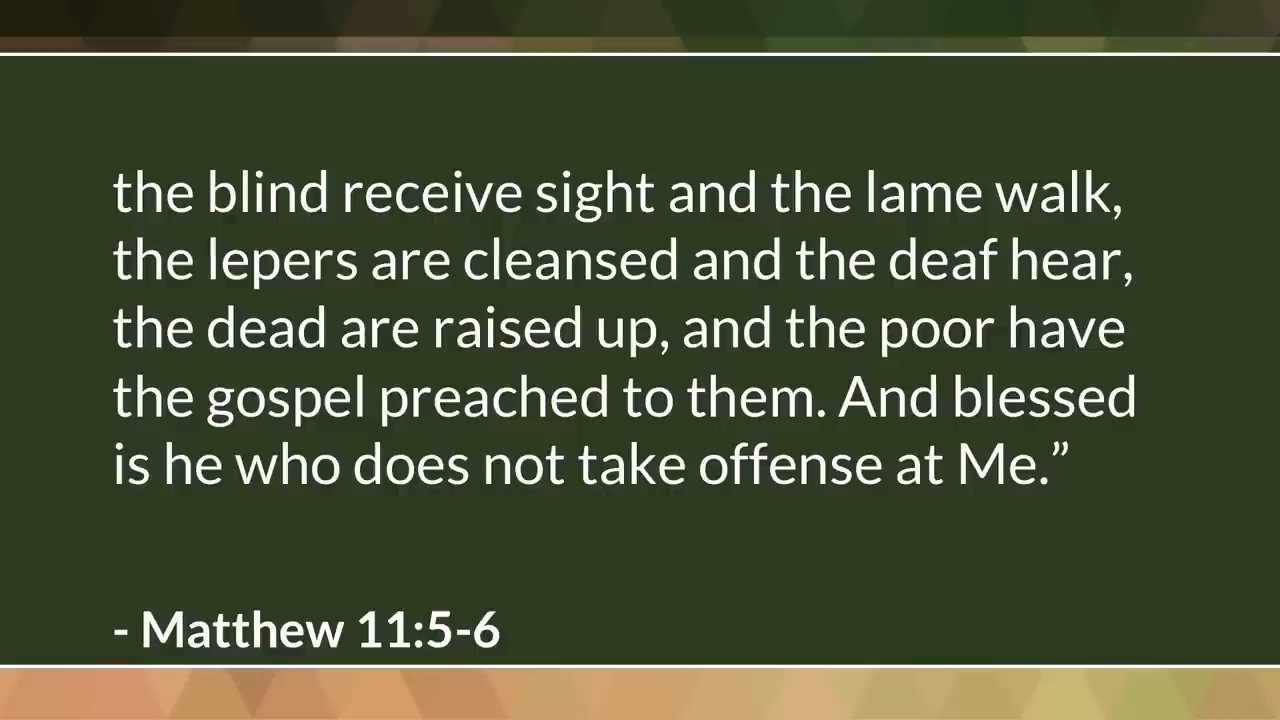 the blind receive sight and the lame walk,
the lepers are cleansed and the deaf hear,
the dead are raised up, and the poor have
the gospel preached to them. And blessed
is he who does not take offense at Me.”
- Matthew 11:5-6